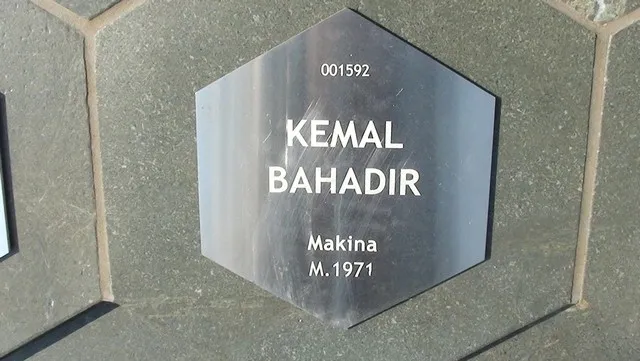 001592
KEMAL
BAHADIR
Makina
M.1971